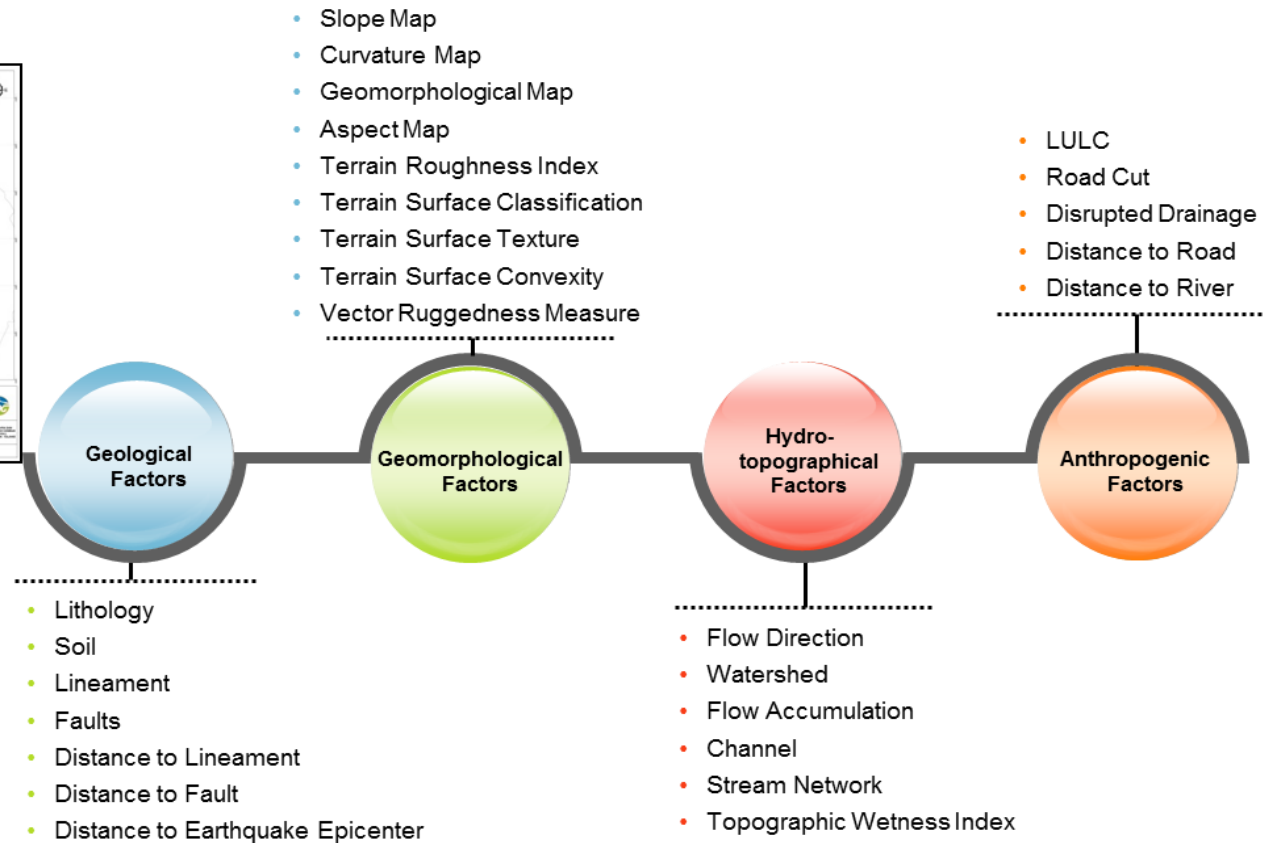 Slope Map
Curvature Map
Geomorphological Map
Aspect Map
Terrain Roughness Index
Terrain Surface Classification
Terrain Surface Texture
Terrain Surface Convexity
Vector Ruggedness Measure
LULC
Road Cut
Disrupted Drainage
Distance to Road
Distance to River
Geological
Factors
Geomorphological
Factors
Hydro-
topographical
Factors
Anthropogenic
Factors
Lithology
Soil
Lineament
Faults
Distance to Lineament
Distance to Fault
Distance to Earthquake Epicenter
Flow Direction
Watershed
Flow Accumulation
Channel
Stream Network
Topographic Wetness Index